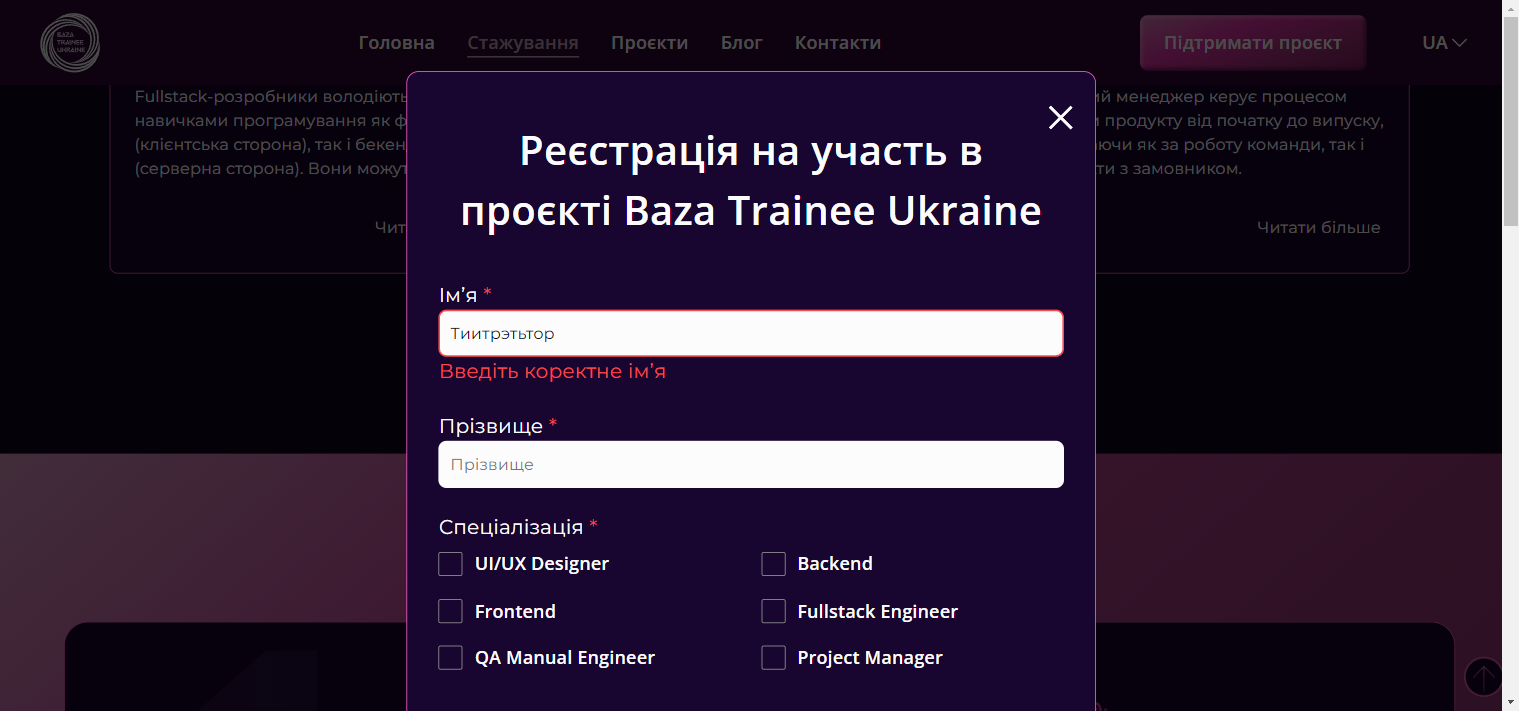 BAZA
TRAINEE
UKRAINE
Головна
Стажування
Проєкти
Блог
Контакти
Підтримати проєкт
UA
Fullstack-розробники володіють
навичками програмування як ф
(клієнтська сторона), так і бекен
(серверна сторона). Вони можуть
Чит
ий менеджер керує процесом
продукту від початку до випуску,
ючи як за роботу команди, так і
ти з замовником.
Читати більше
Реєстрація на участь в
проєкті Baza Trainee Ukraine
Ім’я *
Тиитрэтьтор
Введіть коректне ім’я
Прізвище *
Прізвище
Спеціалізація *
UI/UX Designer
Backend
Frontend
Fullstack Engineer
QA Manual Engineer
Project Manager